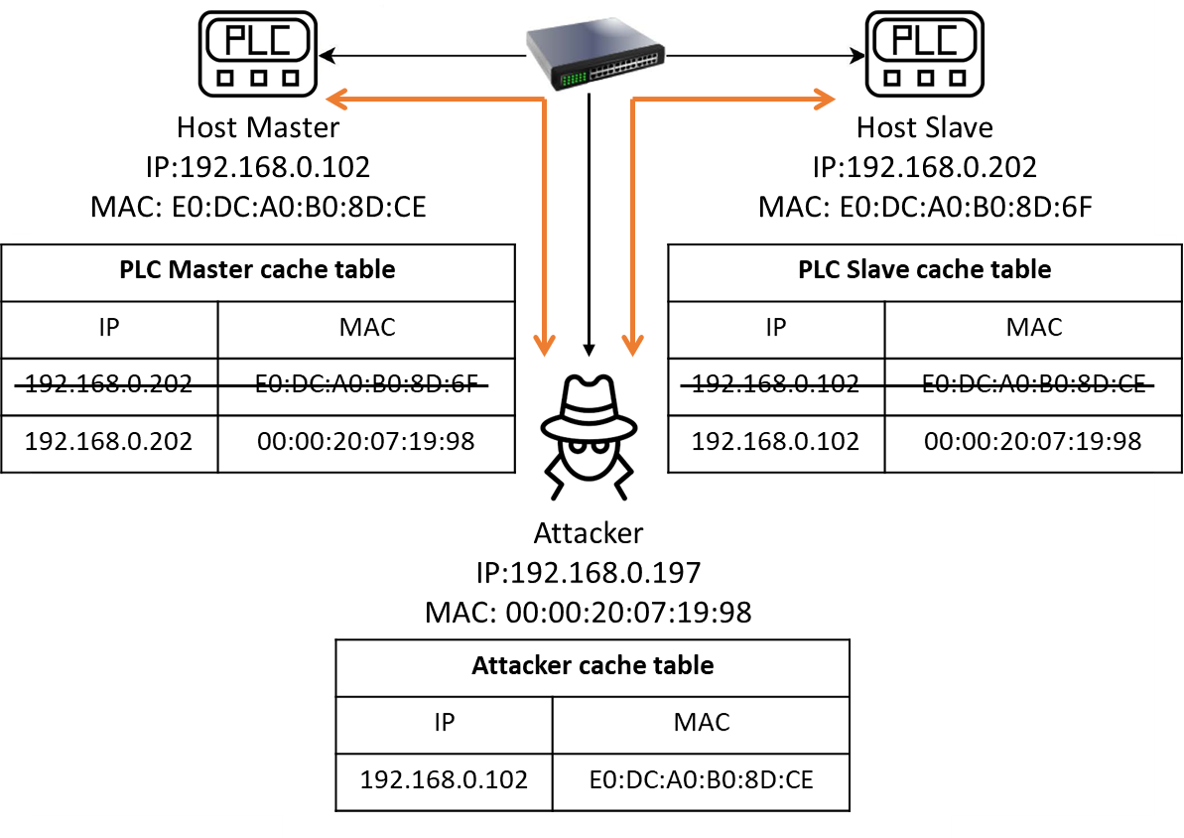 PLC
PLC
Host Master
IP:192.168.0.102
MAC: E0:DC:A0:B0:8D:CE
Host Slave
IP:192.168.0.202
MAC: E0:DC:A0:B0:8D:6F
PLC Master cache table
IP MAC
192.168.0.202 E0:DC:A0:B0:8D:6F
192.168.0.202 00:00:20:07:19:98
PLC Slave cache table
IP MAC
192.168.0.102 E0:DC:A0:B0:8D:CE
192.168.0.102 00:00:20:07:19:98
Attacker
IP:192.168.0.197
MAC: 00:00:20:07:19:98
Attacker cache table
IP MAC
192.168.0.102 E0:DC:A0:B0:8D:CE